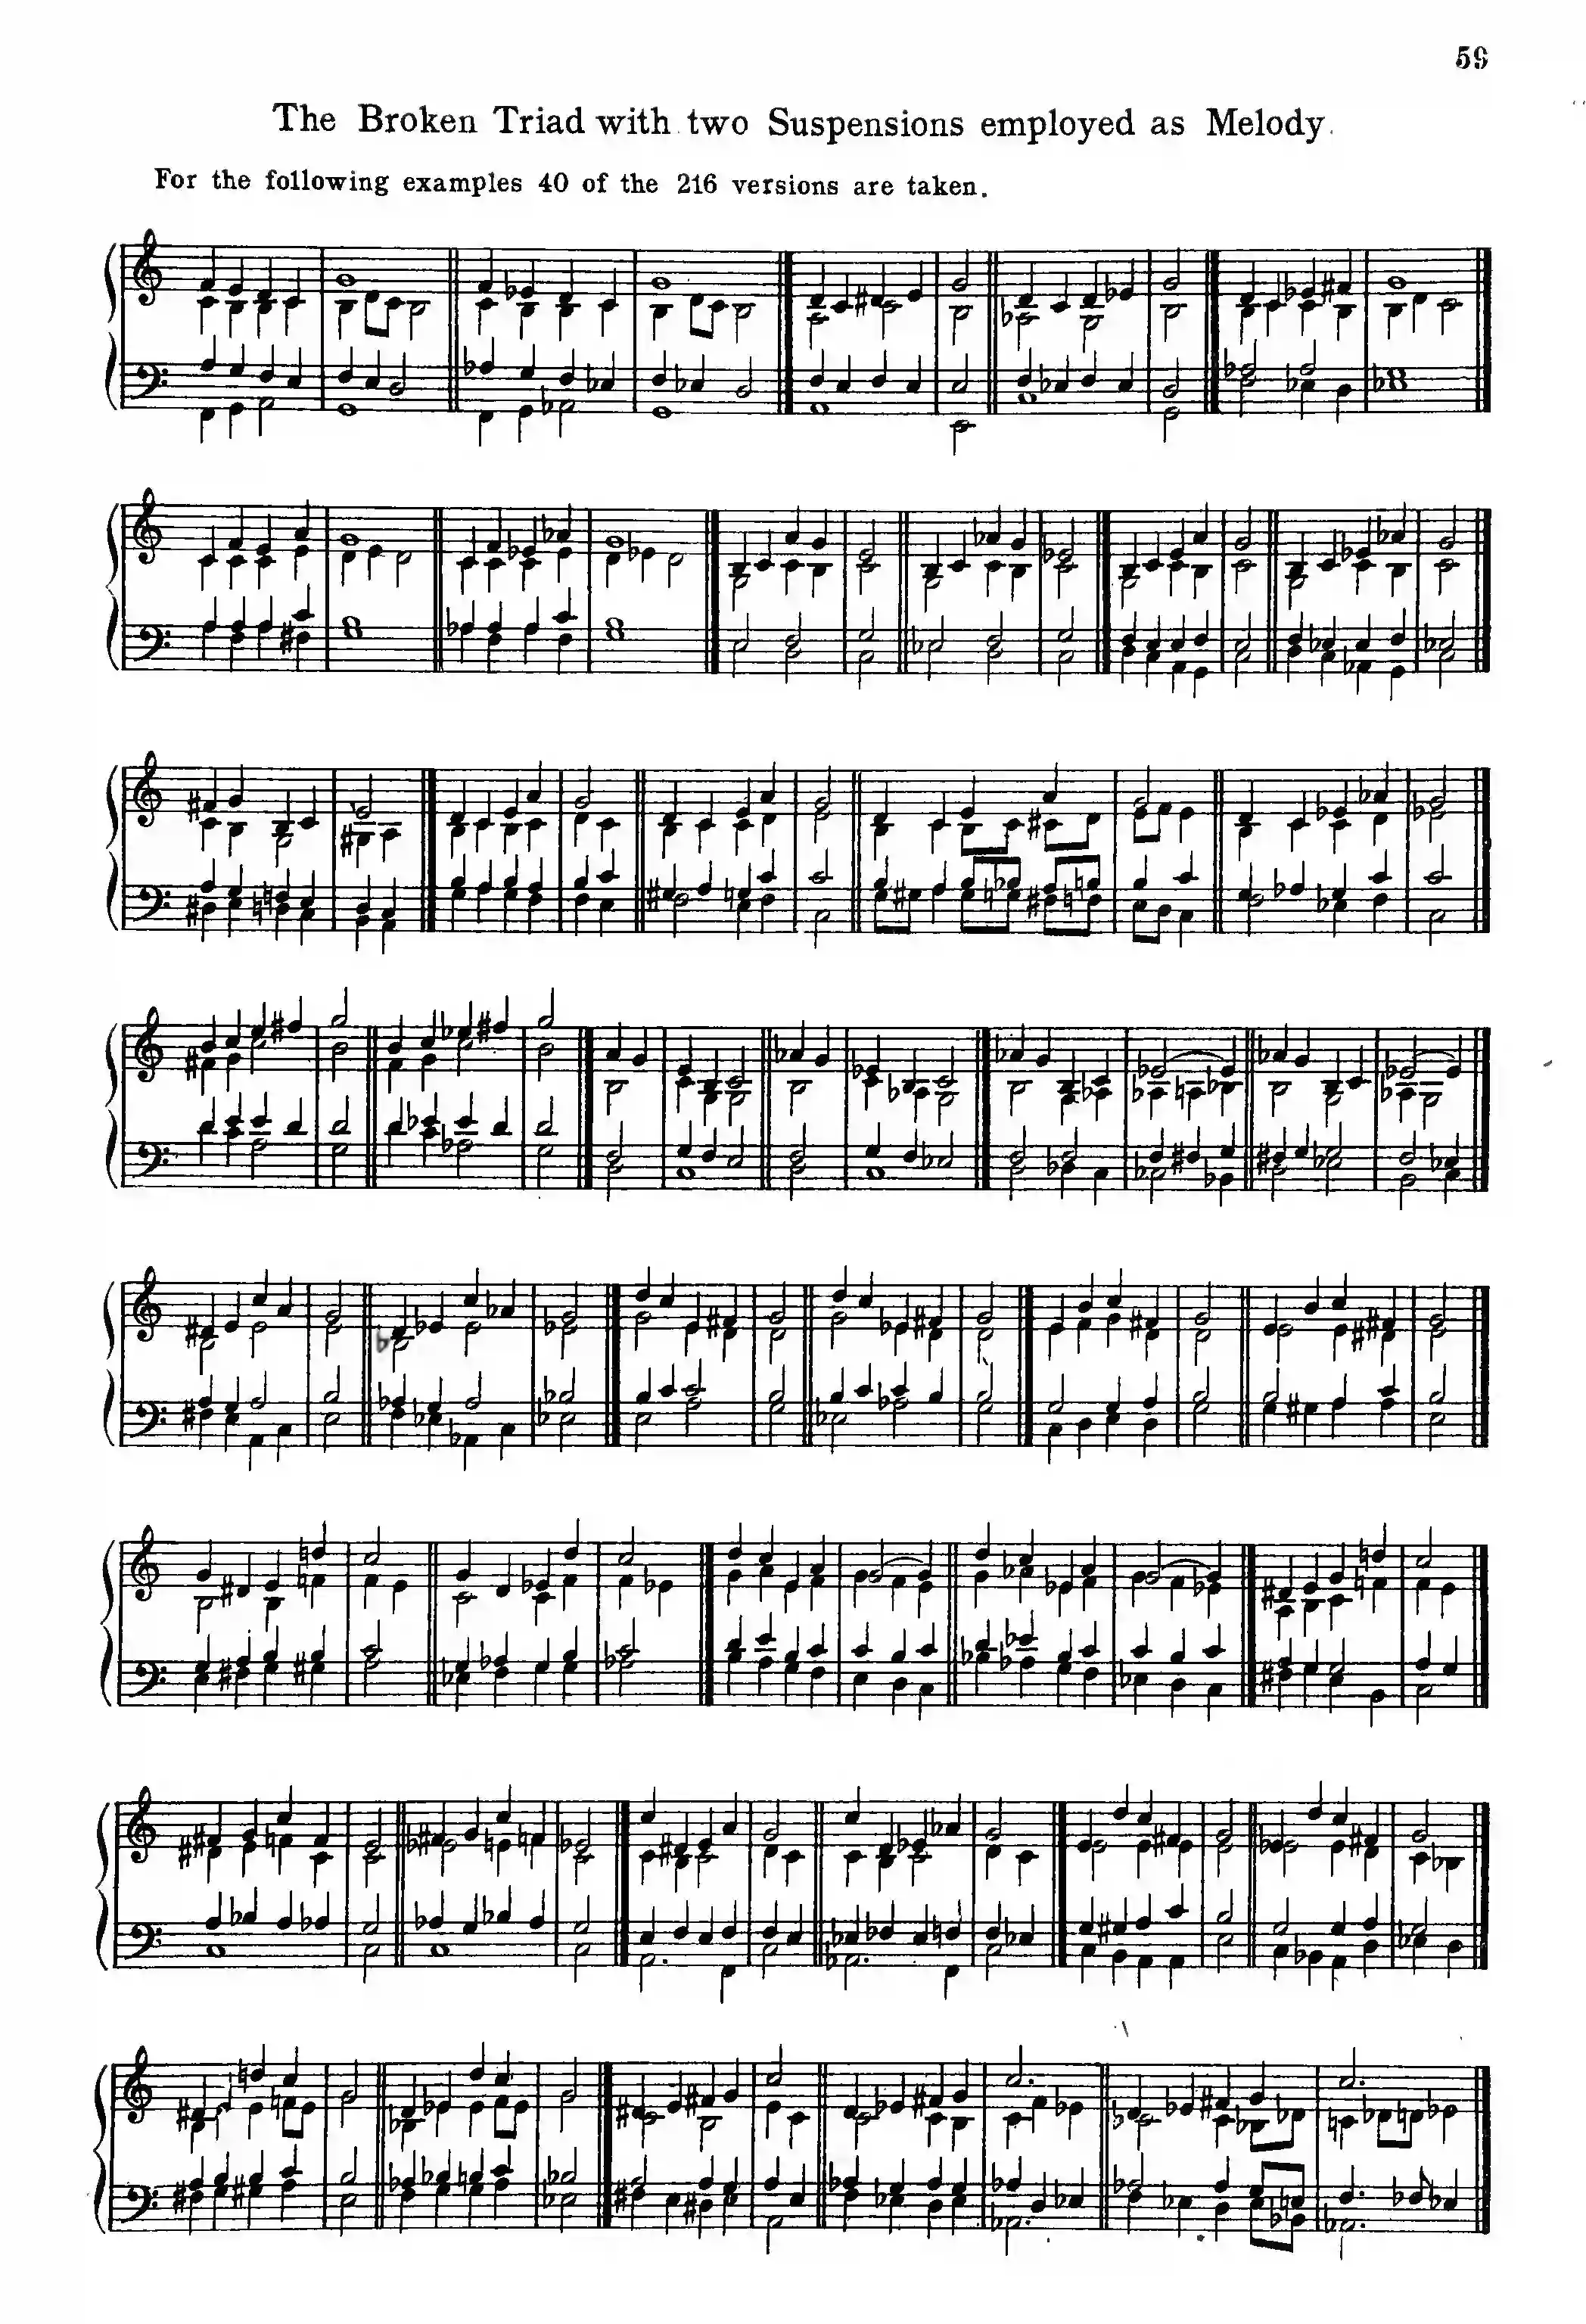 59
The Broken Triad with two Suspensions employed as Melody.
For the following examples 40 of the 216 versions are taken.